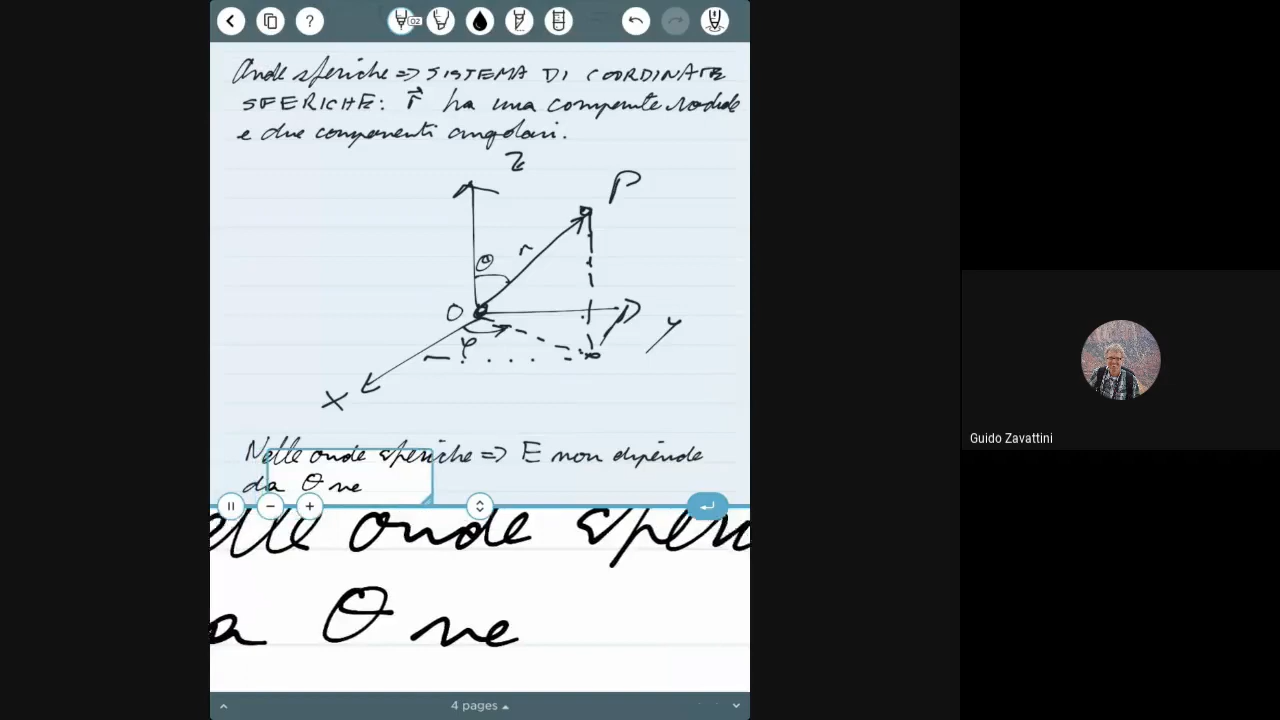 ?
02
Onde sferiche => SISTEMA DI COORDINATE
SFERICHE: r ha una componente radiale
e due componenti angolari.
Z
P
θ
r
O
P
y
φ
X
Nelle onde sferiche => E non dipende
da θ ne
elle onde sferi
a θ ne
4 pages
Guido Zavattini